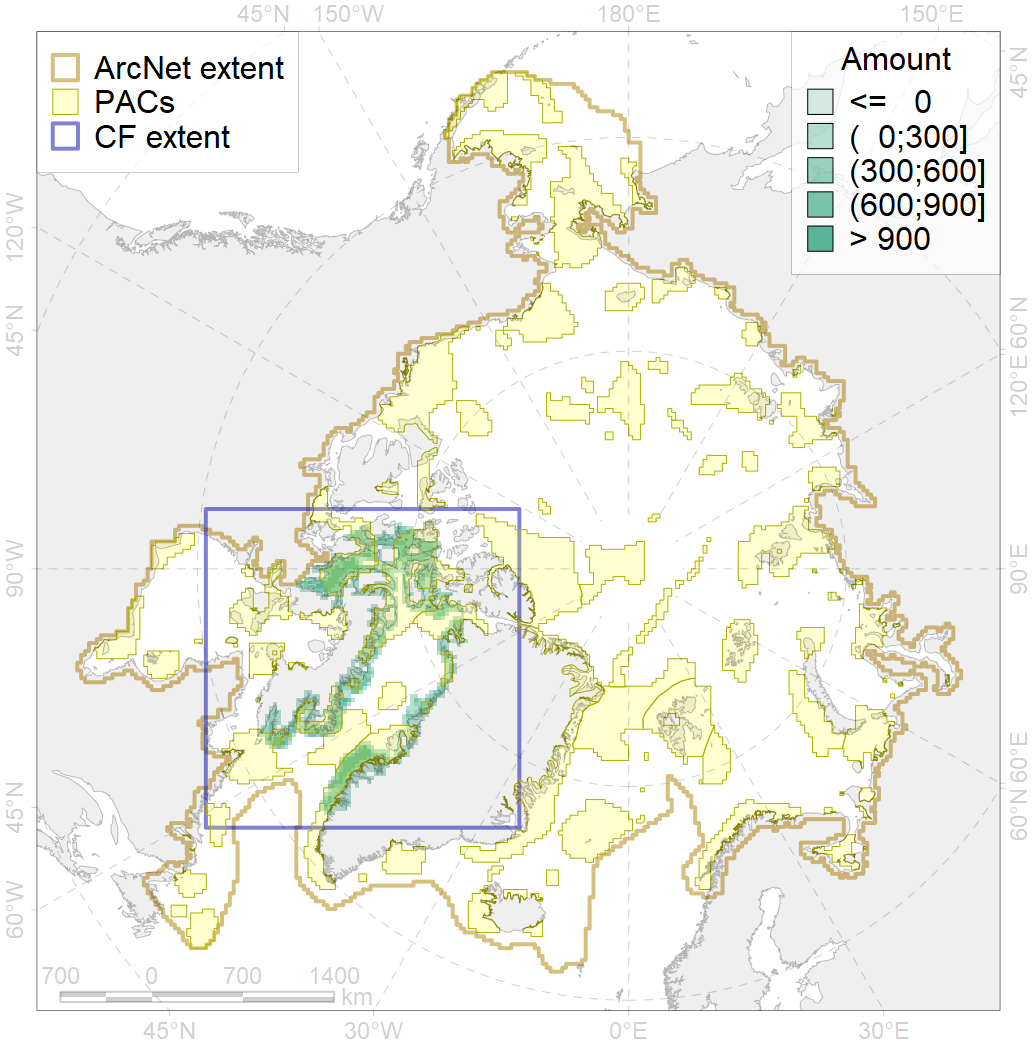 45°N 150°W 180°E 150°E
ArcNet extent
PACs
CF extent
Amount
<= 0
( 0;300]
(300;600]
(600;900]
> 900
120°W
45°N
90°W
45°N
60°W
45°N
60°N
120°E
90°E
60°E
60°N
700 0 700 1400
km
45°N 30°W 0°E 30°E